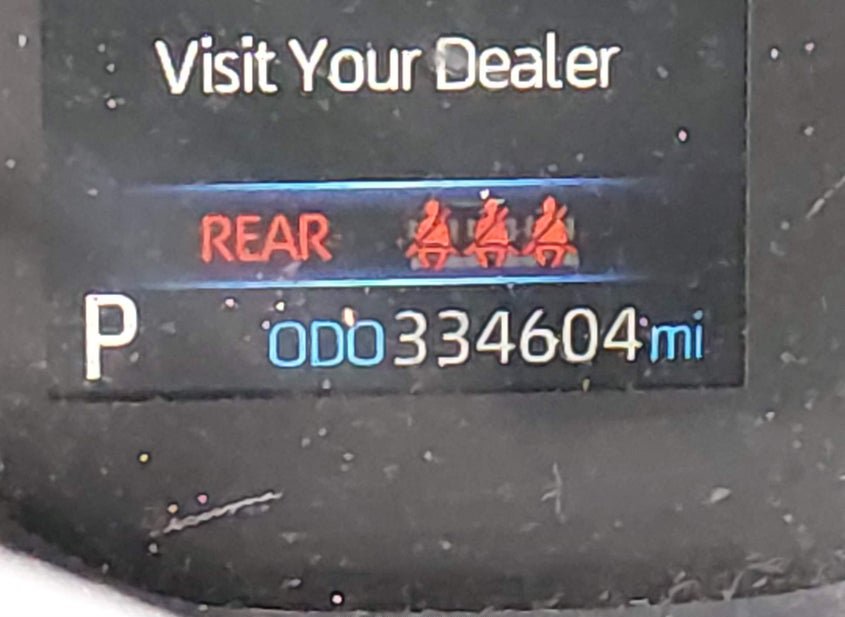 Visit Your Dealer
REAR
P ODO 334604 mi